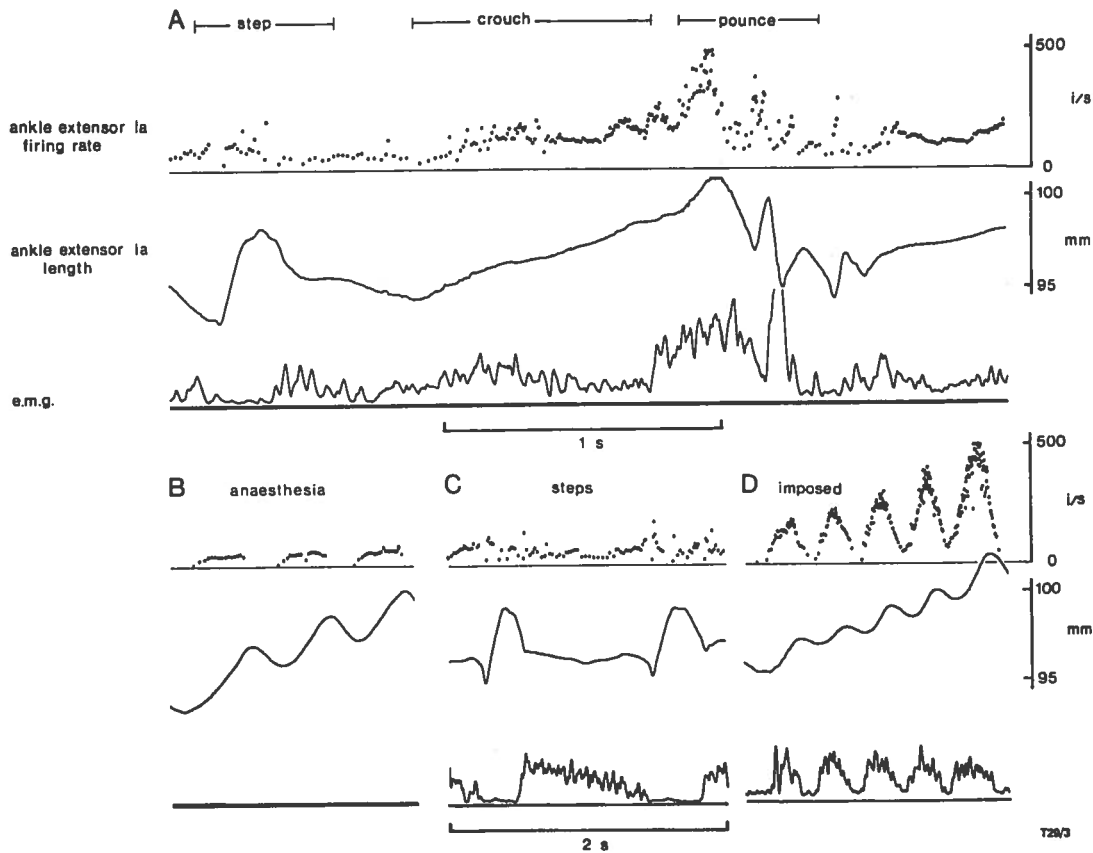 A
step
crouch
pounce
500
i/s
0
ankle extensor Ia
firing rate
100
mm
95
ankle extensor Ia
length
e.m.g.
1 s
B
anaesthesia
C
steps
D
imposed
500
i/s
0
100
mm
95
2 s
T29/3